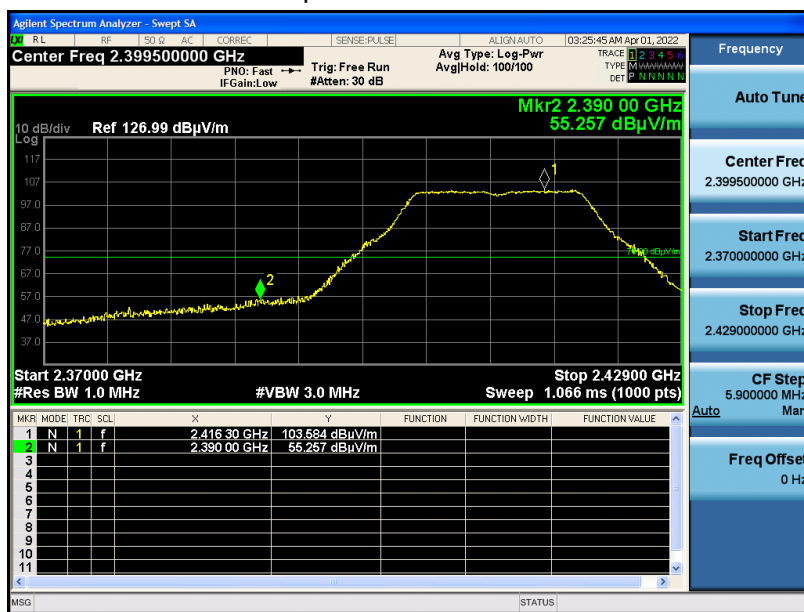 Agilent Spectrum Analyzer - Swept SA
LXI RL RF 50 Ω AC CORREC SENSE:PULSE ALIGNAUTO 03:25:45 AM Apr 01, 2022
Center Freq 2.399500000 GHz
PNO: Fast
IFGain:Low
Trig: Free Run
#Atten: 30 dB
Avg Type: Log-Pwr
Avg|Hold: 100/100
TRACE 1 2 3 4 5 6
TYPE M
DET P N N N N N
Mkr2 2.390 00 GHz
55.257 dBµV/m
10 dB/div Ref 126.99 dBµV/m
Log
117
107
97.0
87.0
77.0
67.0
57.0
47.0
37.0
1
2
Start 2.37000 GHz Stop 2.42900 GHz
#Res BW 1.0 MHz #VBW 3.0 MHz Sweep 1.066 ms (1000 pts)
MKR MODE TRC SCL X Y FUNCTION FUNCTION WIDTH FUNCTION VALUE
1 N 1 f 2.416 30 GHz 103.584 dBµV/m
2 N 1 f 2.390 00 GHz 55.257 dBµV/m
3
4
5
6
7
8
9
10
11
MSG STATUS
Frequency
Auto Tune
Center Freq
2.399500000 GHz
Start Freq
2.370000000 GHz
Stop Freq
2.429000000 GHz
CF Step
5.900000 MHz
Auto Man
Freq Offset
0 Hz